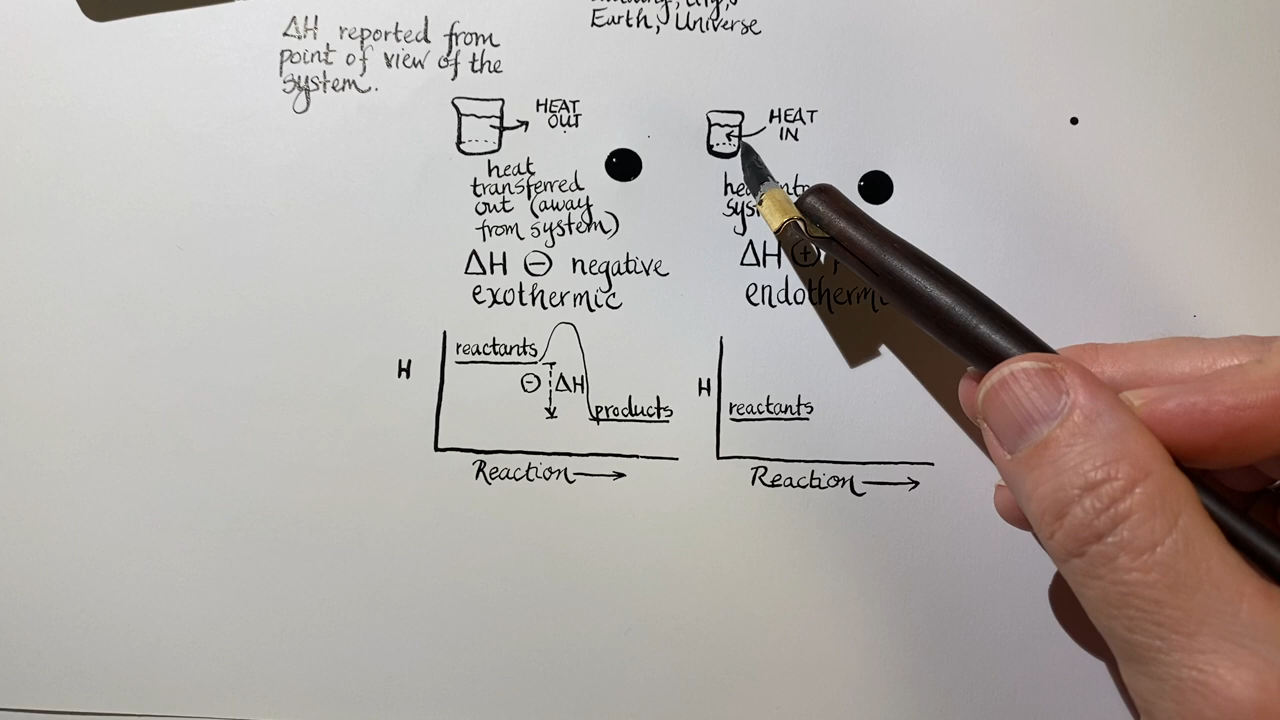 Earth, Universe
ΔH reported from
point of view of the
system.
HEAT
OUT
heat
transferred
out (away
from system)
ΔH ⊖ negative
exothermic
HEAT
IN
ΔH ⊕
H
reactants
⊖ ΔH
products
Reaction →
H
reactants
Reaction →